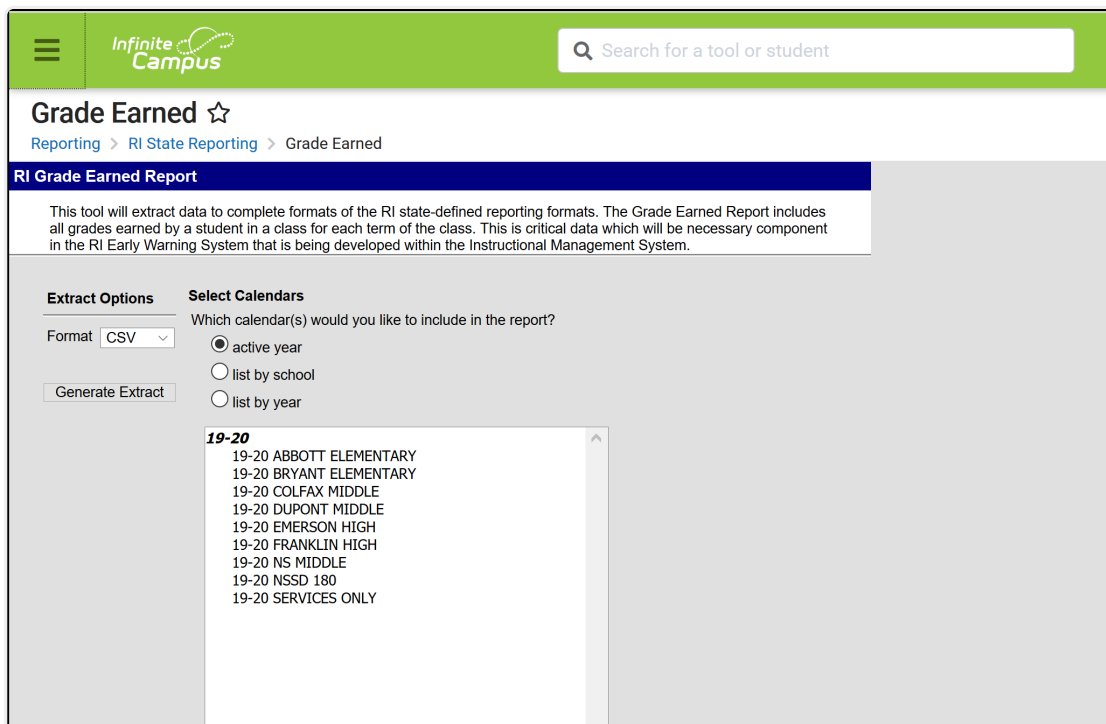 Infinite
Campus
Search for a tool or student
Grade Earned
Reporting > RI State Reporting > Grade Earned
RI Grade Earned Report
This tool will extract data to complete formats of the RI state-defined reporting formats. The Grade Earned Report includes
all grades earned by a student in a class for each term of the class. This is critical data which will be necessary component
in the RI Early Warning System that is being developed within the Instructional Management System.
Extract Options
Format CSV
Generate Extract
Select Calendars
Which calendar(s) would you like to include in the report?
active year
list by school
list by year
19-20
19-20 ABBOTT ELEMENTARY
19-20 BRYANT ELEMENTARY
19-20 COLFAX MIDDLE
19-20 DUPONT MIDDLE
19-20 EMERSON HIGH
19-20 FRANKLIN HIGH
19-20 NS MIDDLE
19-20 NSSD 180
19-20 SERVICES ONLY